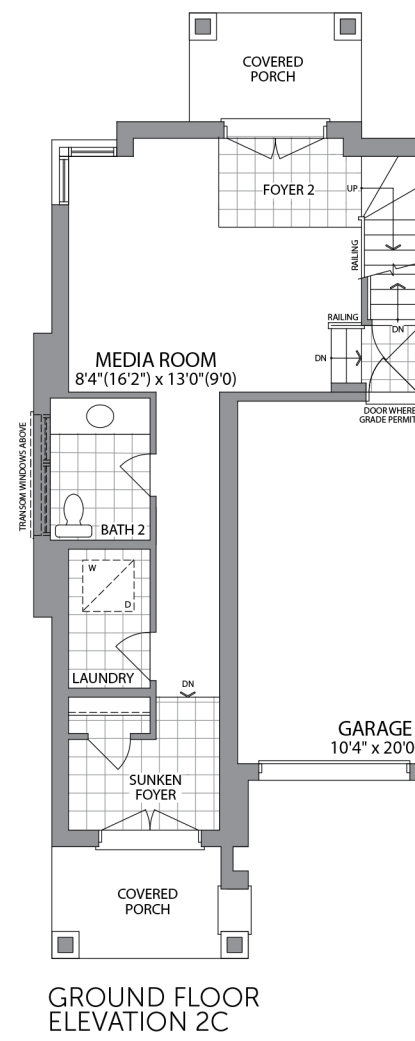 COVERED
PORCH
FOYER 2
UP
RAILING
RAILING
DN
DN
MEDIA ROOM
8'4"(16'2") x 13'0"(9'0)
DOOR WHERE
GRADE PERMIT
TRANSOM WINDOWS ABOVE
BATH 2
W
D
LAUNDRY
DN
GARAGE
10'4" x 20'0
SUNKEN
FOYER
COVERED
PORCH
GROUND FLOOR
ELEVATION 2C